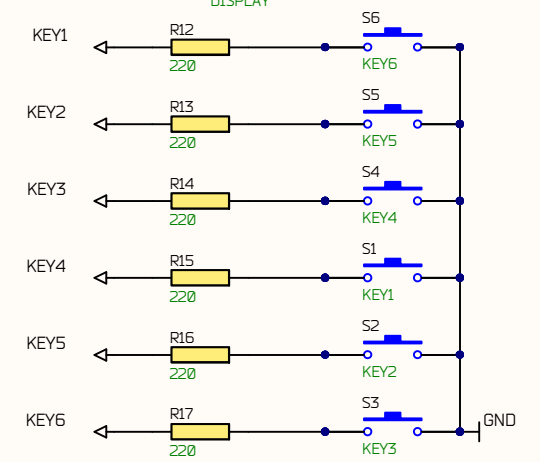 DISPLAY
KEY1 R12 S6
220 KEY6
KEY2 R13 S5
220 KEY5
KEY3 R14 S4
220 KEY4
KEY4 R15 S1
220 KEY1
KEY5 R16 S2
220 KEY2
KEY6 R17 S3 GND
220 KEY3